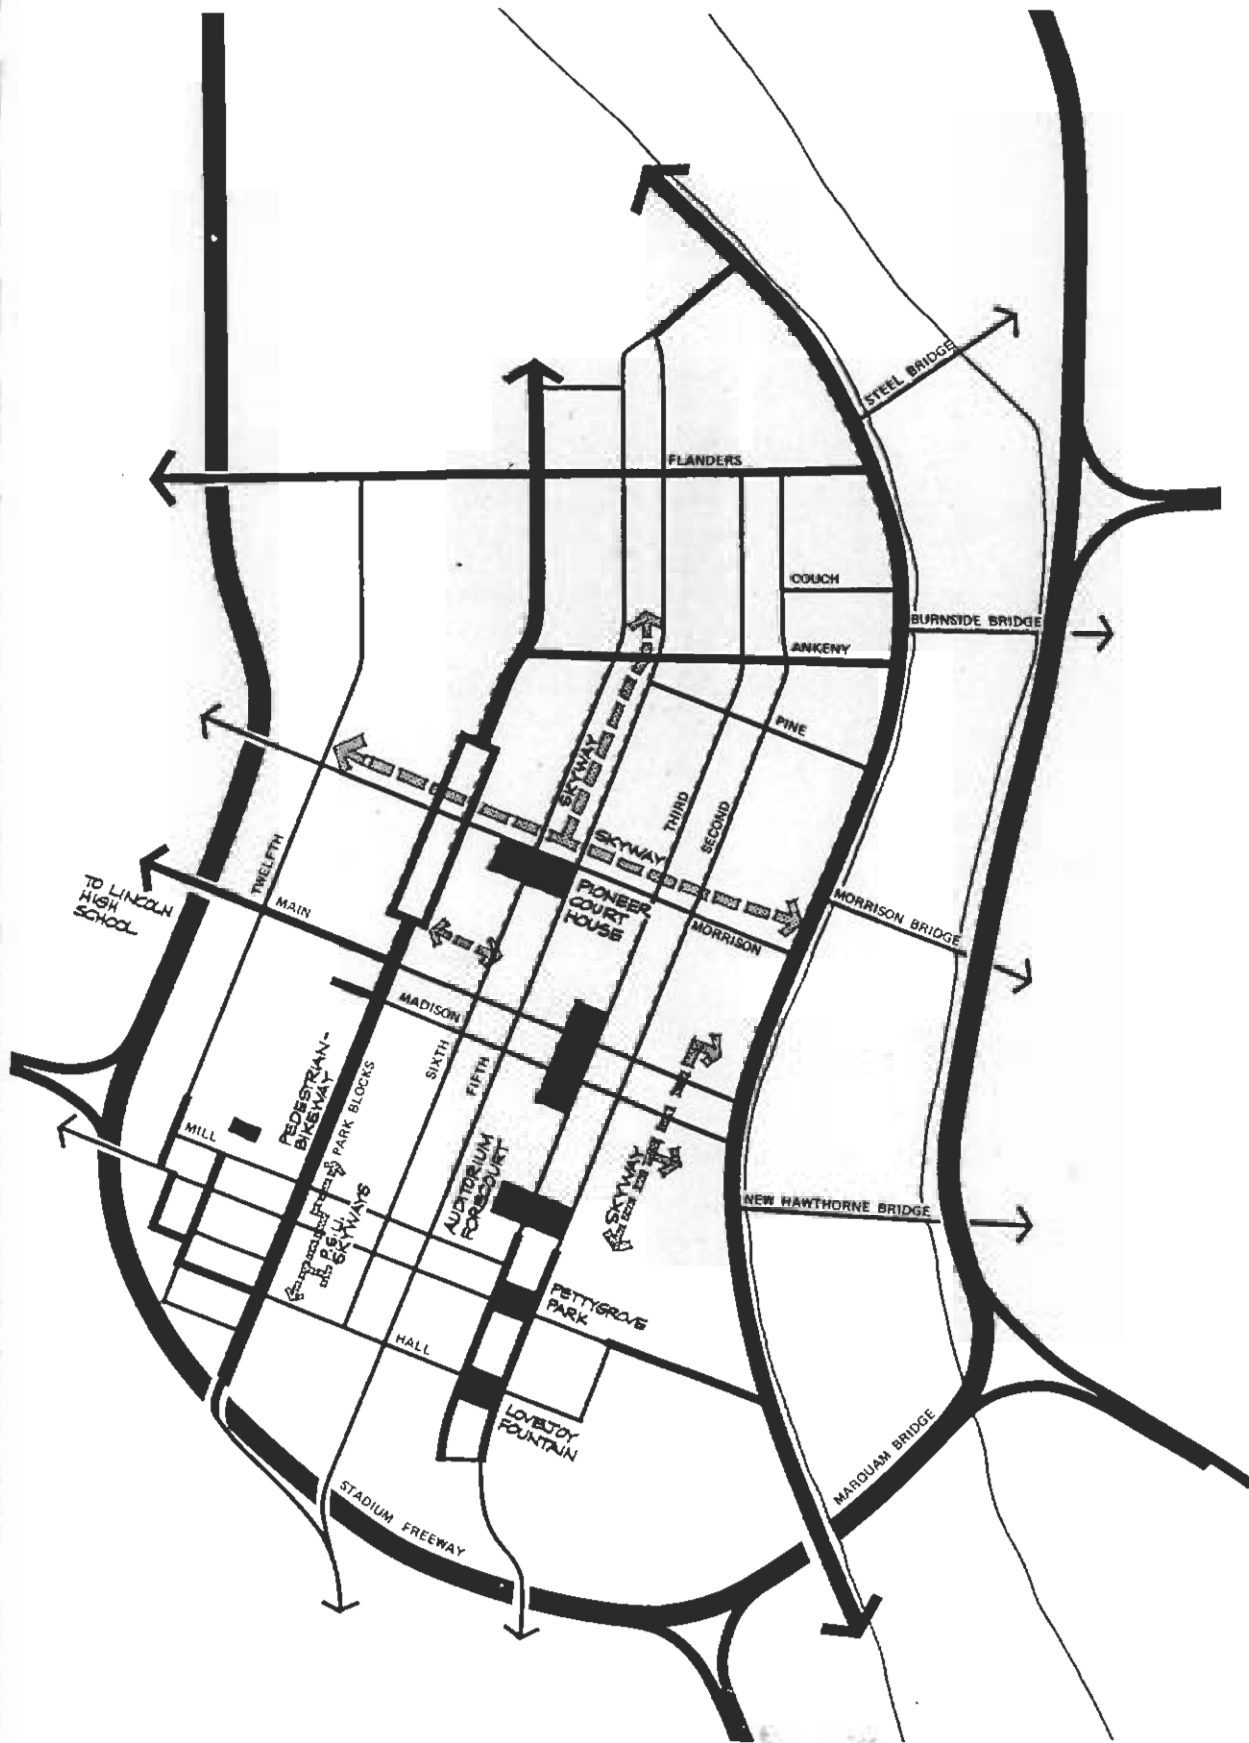 STEEL BRIDGE
FLANDERS
COUCH
BURNSIDE BRIDGE
ANKENY
PINE
SKYWAY
THIRD
SECOND
SKYWAY
TWELFTH
TO LINCOLN
HIGH
SCHOOL
MAIN
PIONEER
COURT
HOUSE
MORRISON
MORRISON BRIDGE
MADISON
SIXTH
FIFTH
PEDESTRIAN-
BIKEWAY
PARK BLOCKS
MILL
AUDITORIUM
FORECOURT
SKYWAY
P.S.U.
SKYWAYS
NEW HAWTHORNE BRIDGE
PETTYGROVE
PARK
HALL
LOVEJOY
FOUNTAIN
MARQUAM BRIDGE
STADIUM FREEWAY